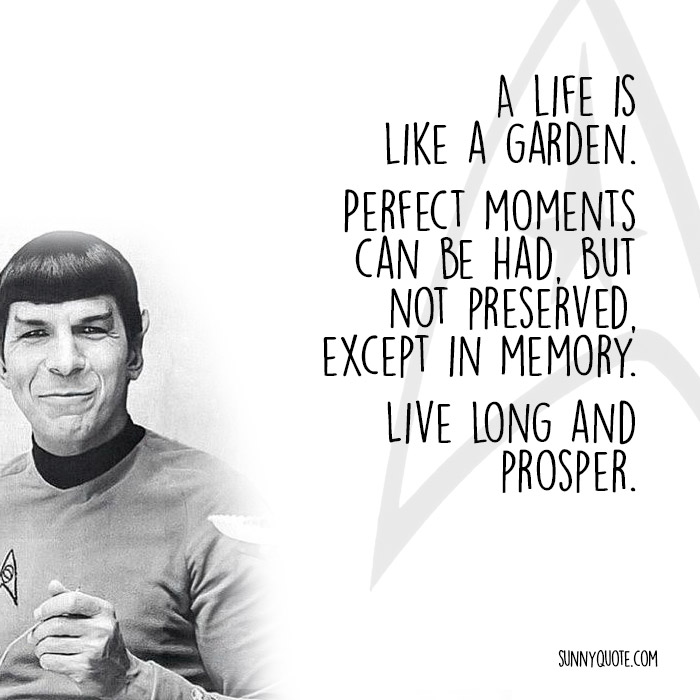 A LIFE IS
LIKE A GARDEN.
PERFECT MOMENTS
CAN BE HAD, BUT
NOT PRESERVED,
EXCEPT IN MEMORY.
LIVE LONG AND
PROSPER.
SUNNYQUOTE.COM